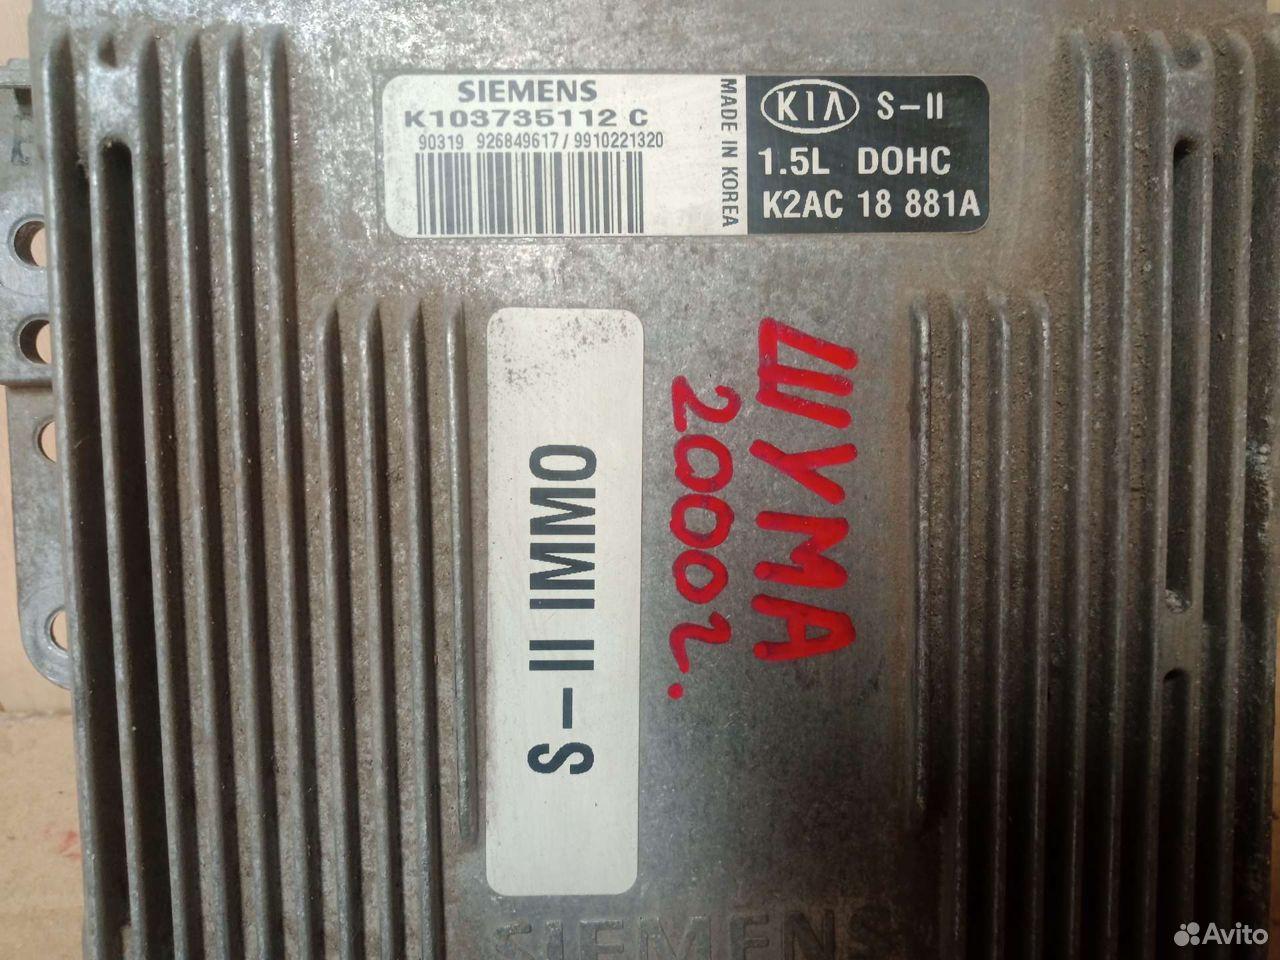 SIEMENS
K103735112 C
90319 926849617 / 9910221320
MADE IN KOREA
KIA S-II
1.5L DOHC
K2AC 18 881A
S-II IMMO
ШУМА
2000г.
SIEMENS
Avito